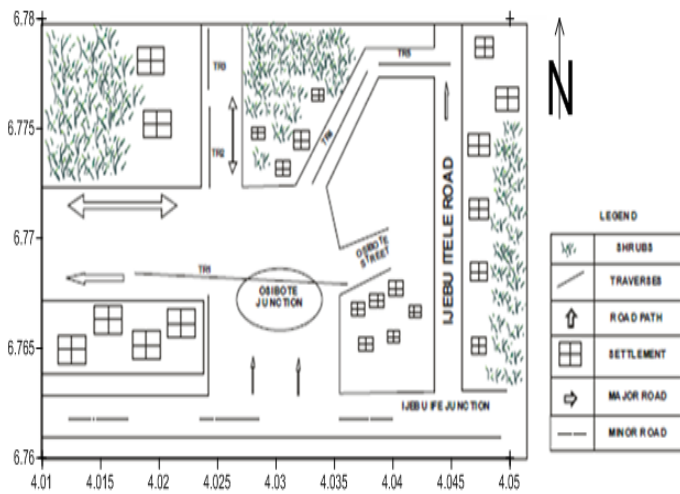 6.78
6.775
6.77
6.765
6.76
4.01
4.015
4.02
4.025
4.03
4.035
4.04
4.045
4.05
TR3
TR2
TR4
TR5
TR1
OSIBOTE
STREET
OSIBOTE
JUNCTION
IJEBU ITELE ROAD
IJEBU IFE JUNCTION
N
LEGEND
SHRUBS
TRAVERSES
ROAD PATH
SETTLEMENT
MAJOR ROAD
MINOR ROAD